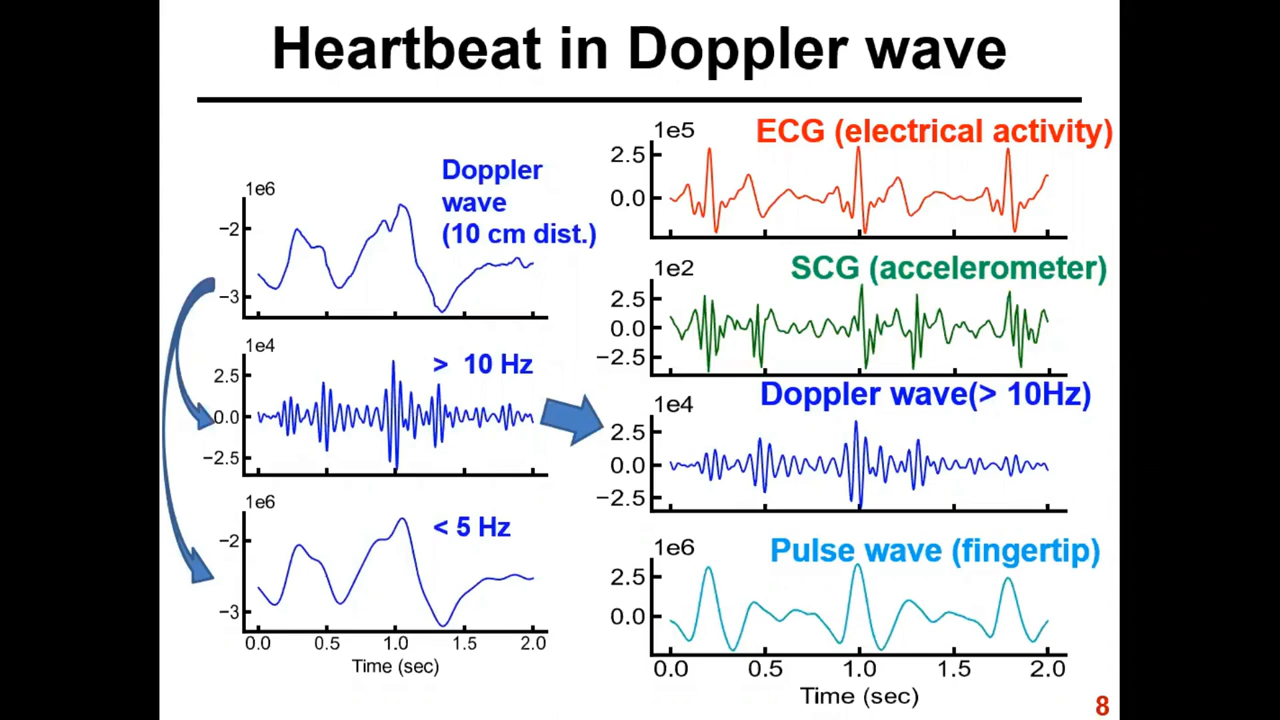 Heartbeat in Doppler wave
Doppler
wave
(10 cm dist.)
1e6
−2
−3
1e4
> 10 Hz
2.5
0.0
−2.5
1e6
< 5 Hz
−2
−3
0.0 0.5 1.0 1.5 2.0
Time (sec)
1e5
ECG (electrical activity)
2.5
0.0
1e2
SCG (accelerometer)
2.5
0.0
−2.5
1e4
Doppler wave(> 10Hz)
2.5
0.0
−2.5
1e6
Pulse wave (fingertip)
2.5
0.0
0.0 0.5 1.0 1.5 2.0
Time (sec)
8